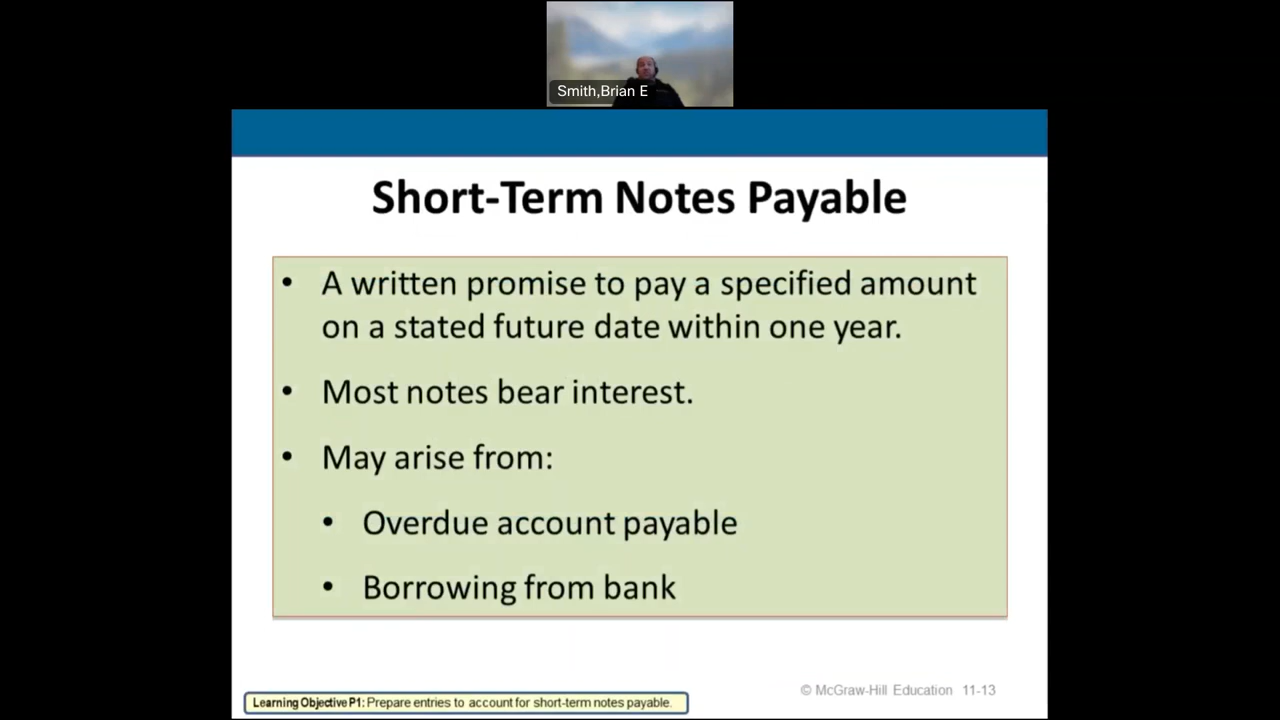 Smith,Brian E
Short-Term Notes Payable
• A written promise to pay a specified amount
on a stated future date within one year.
• Most notes bear interest.
• May arise from:
• Overdue account payable
• Borrowing from bank
© McGraw-Hill Education 11-13
Learning Objective P1: Prepare entries to account for short-term notes payable.